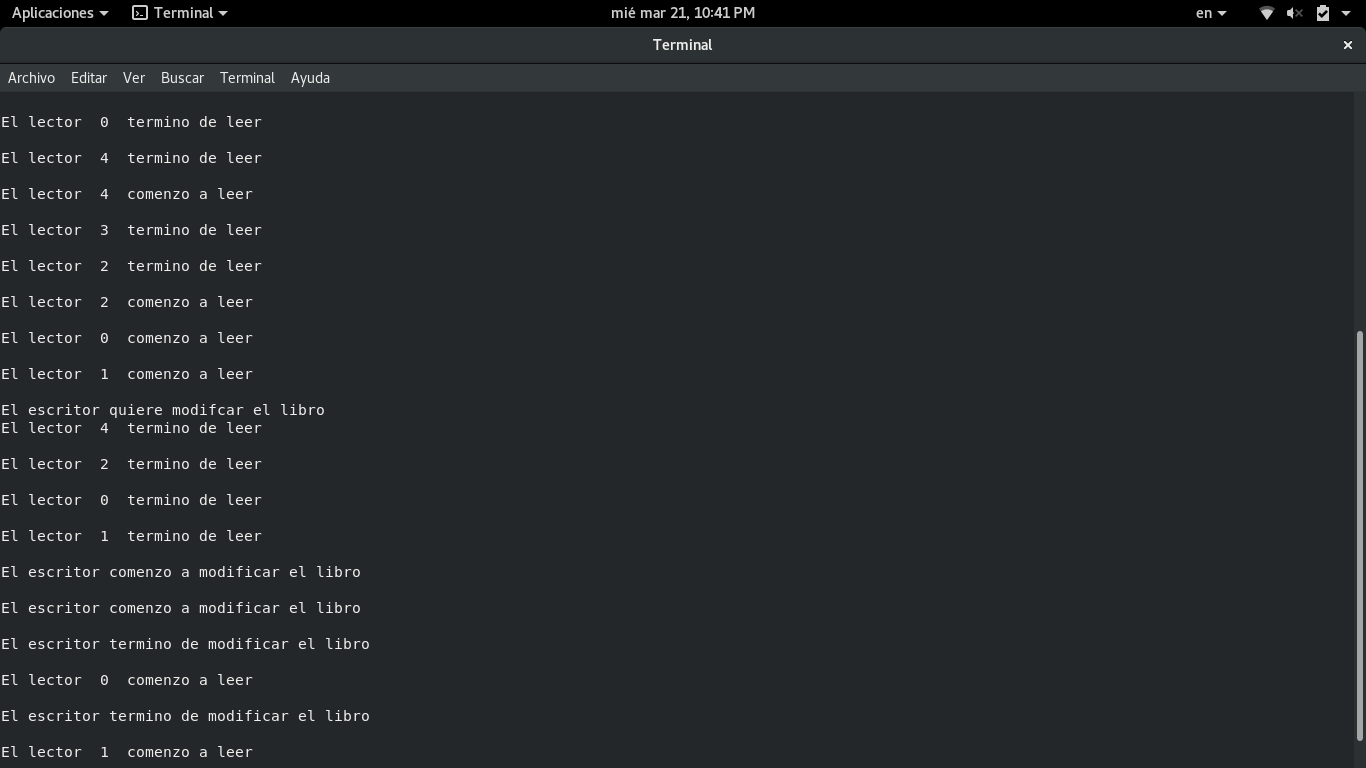 Aplicaciones Terminal mié mar 21, 10:41 PM en
Terminal ×
Archivo Editar Ver Buscar Terminal Ayuda
El lector  0  termino de leer
El lector  4  termino de leer
El lector  4  comenzo a leer
El lector  3  termino de leer
El lector  2  termino de leer
El lector  2  comenzo a leer
El lector  0  comenzo a leer
El lector  1  comenzo a leer
El escritor quiere modifcar el libro
El lector  4  termino de leer
El lector  2  termino de leer
El lector  0  termino de leer
El lector  1  termino de leer
El escritor comenzo a modificar el libro
El escritor comenzo a modificar el libro
El escritor termino de modificar el libro
El lector  0  comenzo a leer
El escritor termino de modificar el libro
El lector  1  comenzo a leer